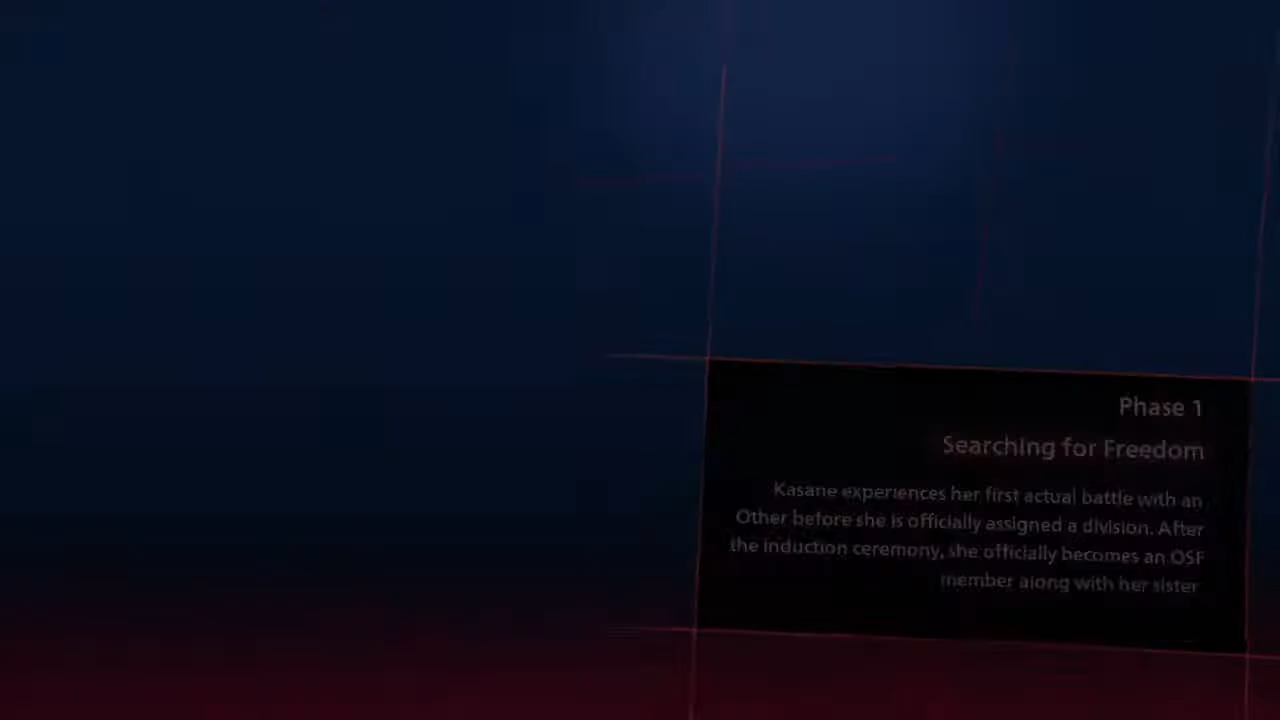 Phase 1
Searching for Freedom
Kasane experiences her first actual battle with an
Other before she is officially assigned a division. After
the induction ceremony, she officially becomes an OSF
member along with her sister